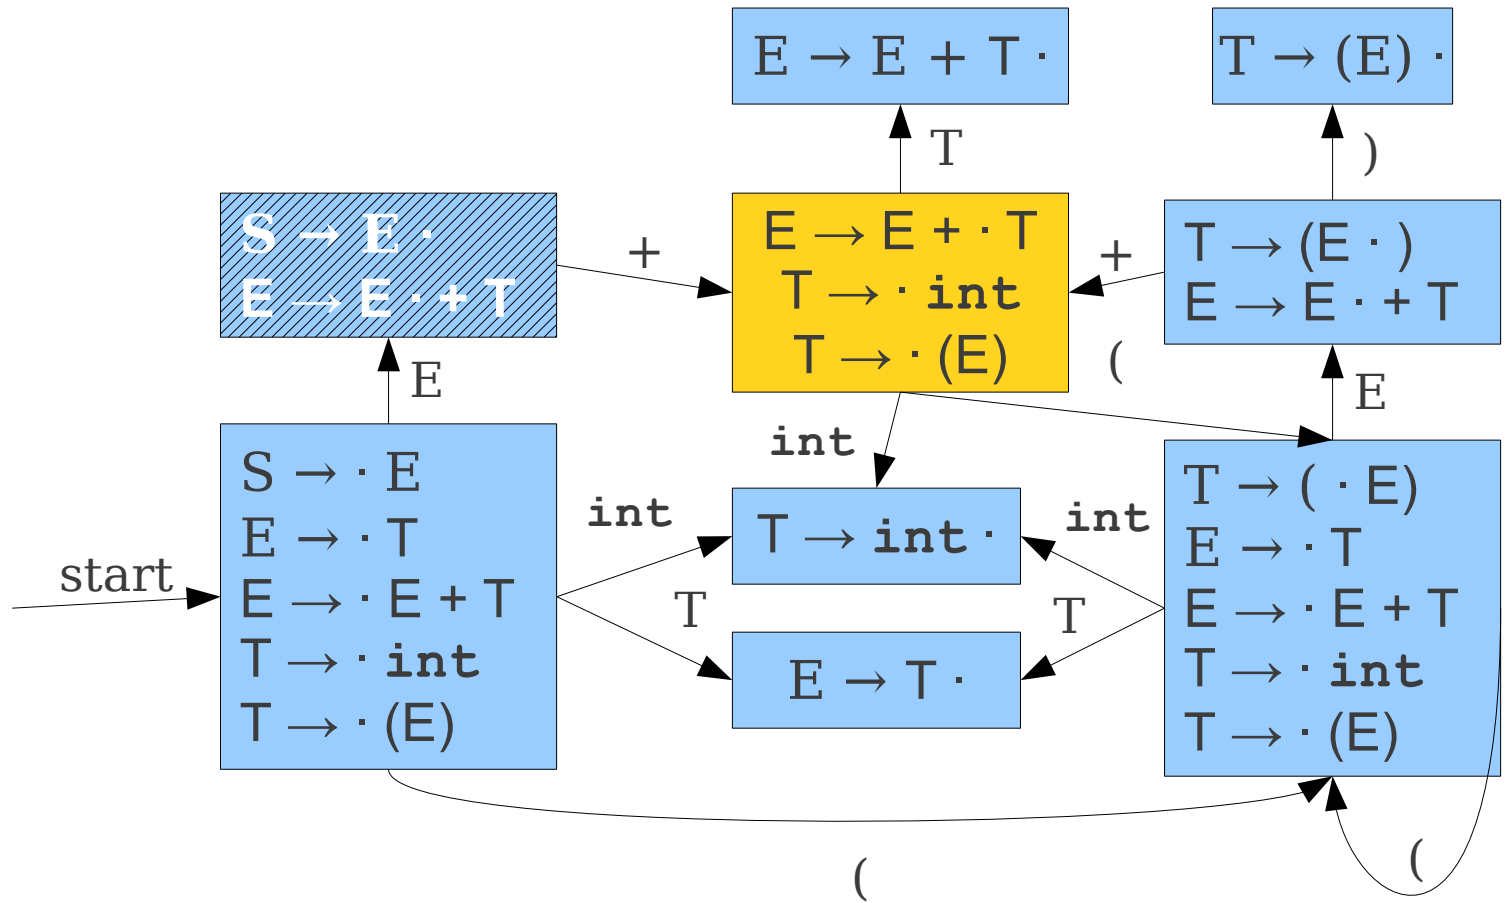 E → E + T ·
T → (E) ·
T
)
S → E ·
E → E · + T
+
E → E + · T
T → · int
T → · (E)
+
T → (E · )
E → E · + T
E
(
E
int
start
S → · E
E → · T
E → · E + T
T → · int
T → · (E)
int
T
T → int ·
E → T ·
int
T
T → ( · E)
E → · T
E → · E + T
T → · int
T → · (E)
(
(